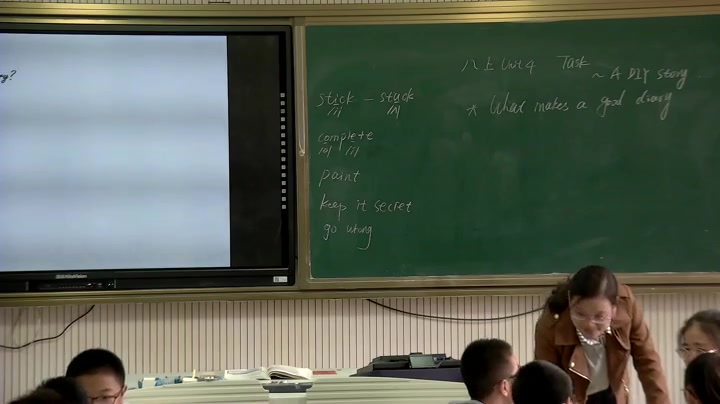 y?
stick - stuck
/ɪ/ /ʌ/
complete
/ə/ /iː/
paint
keep it secret
go wrong
八上 Unit 4 Task
~ A DIY story
* What makes a good diary